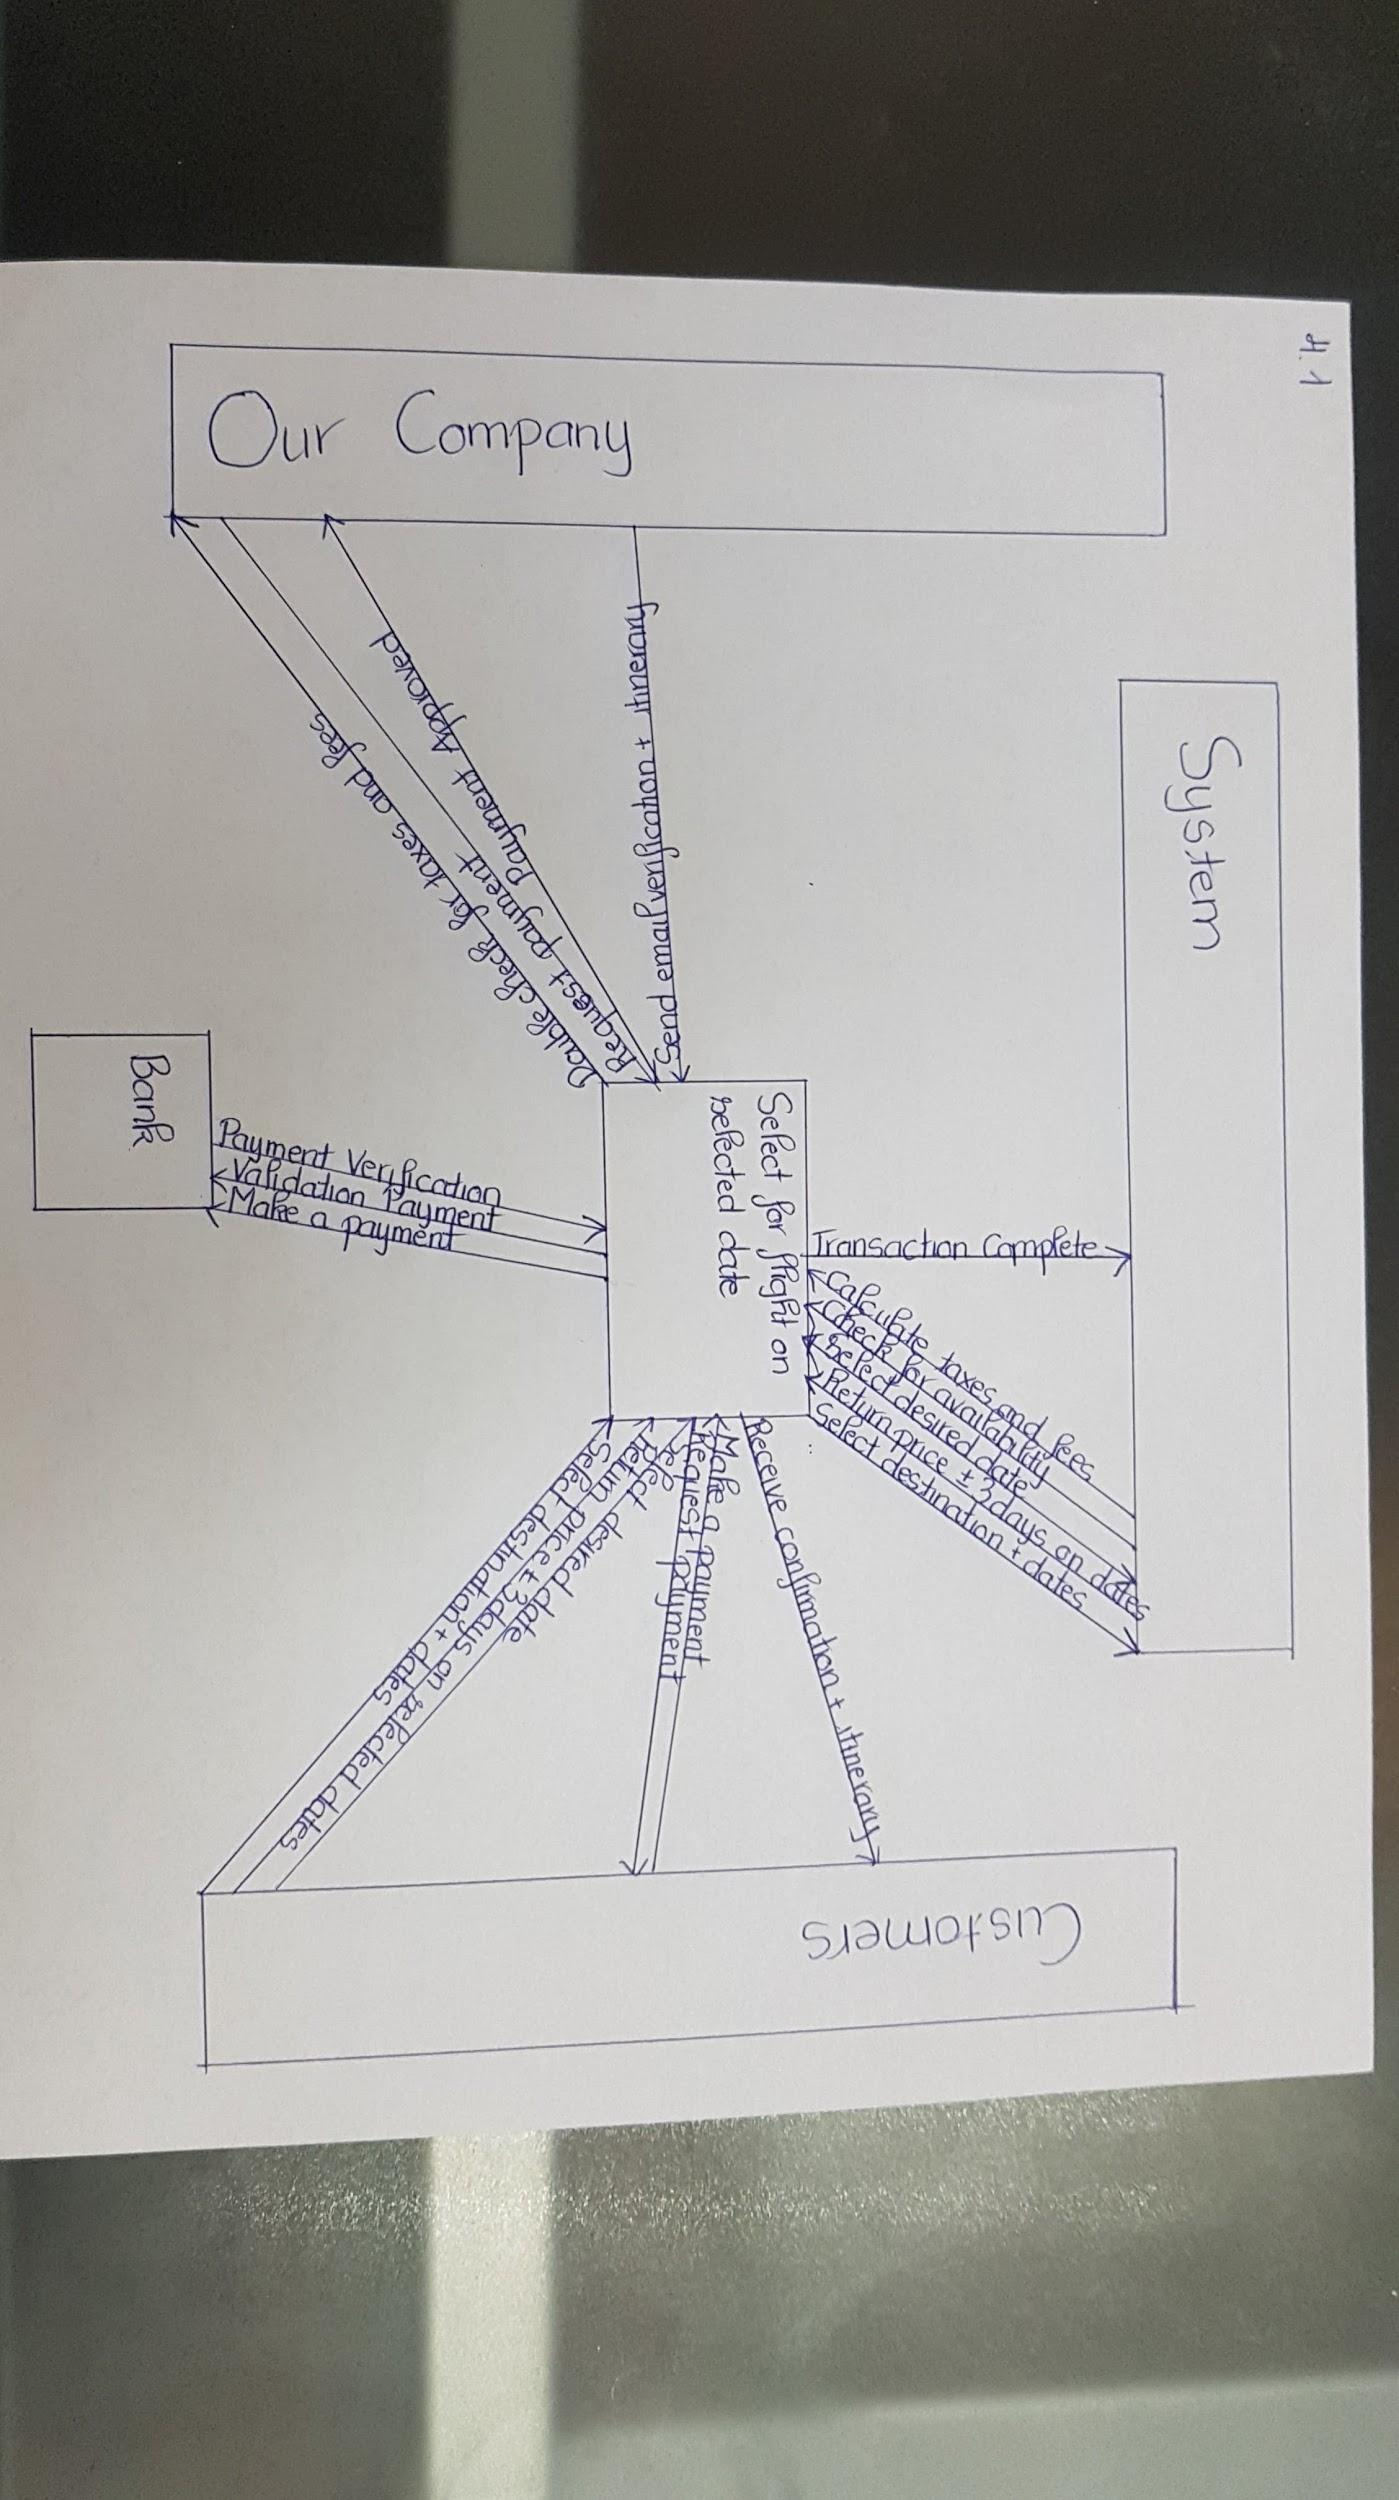 4.1
System
Our Company
Customers
Bank
Select for flight on
selected date
Transaction Complete
Calculate taxes and fees
Check for availability
Select desired date
Return price ± 3 days on dates
Select destination + dates
Send email verification + itinerary
Payment Approved
Request payment
Double check for taxes and fees
Receive confirmation + itinerary
Make a payment
Request payment
Select desired date
Return price ± 3 days on selected dates
Select destination + dates
Payment Verification
Validation Payment
Make a payment